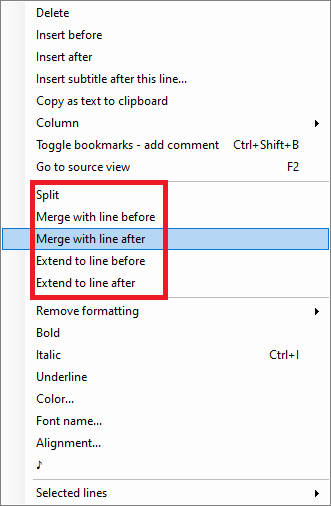 Delete
Insert before
Insert after
Insert subtitle after this line...
Copy as text to clipboard
Column
Toggle bookmarks - add comment Ctrl+Shift+B
Go to source view F2
Split
Merge with line before
Merge with line after
Extend to line before
Extend to line after
Remove formatting
Bold
Italic Ctrl+I
Underline
Color...
Font name...
Alignment...
♪
Selected lines